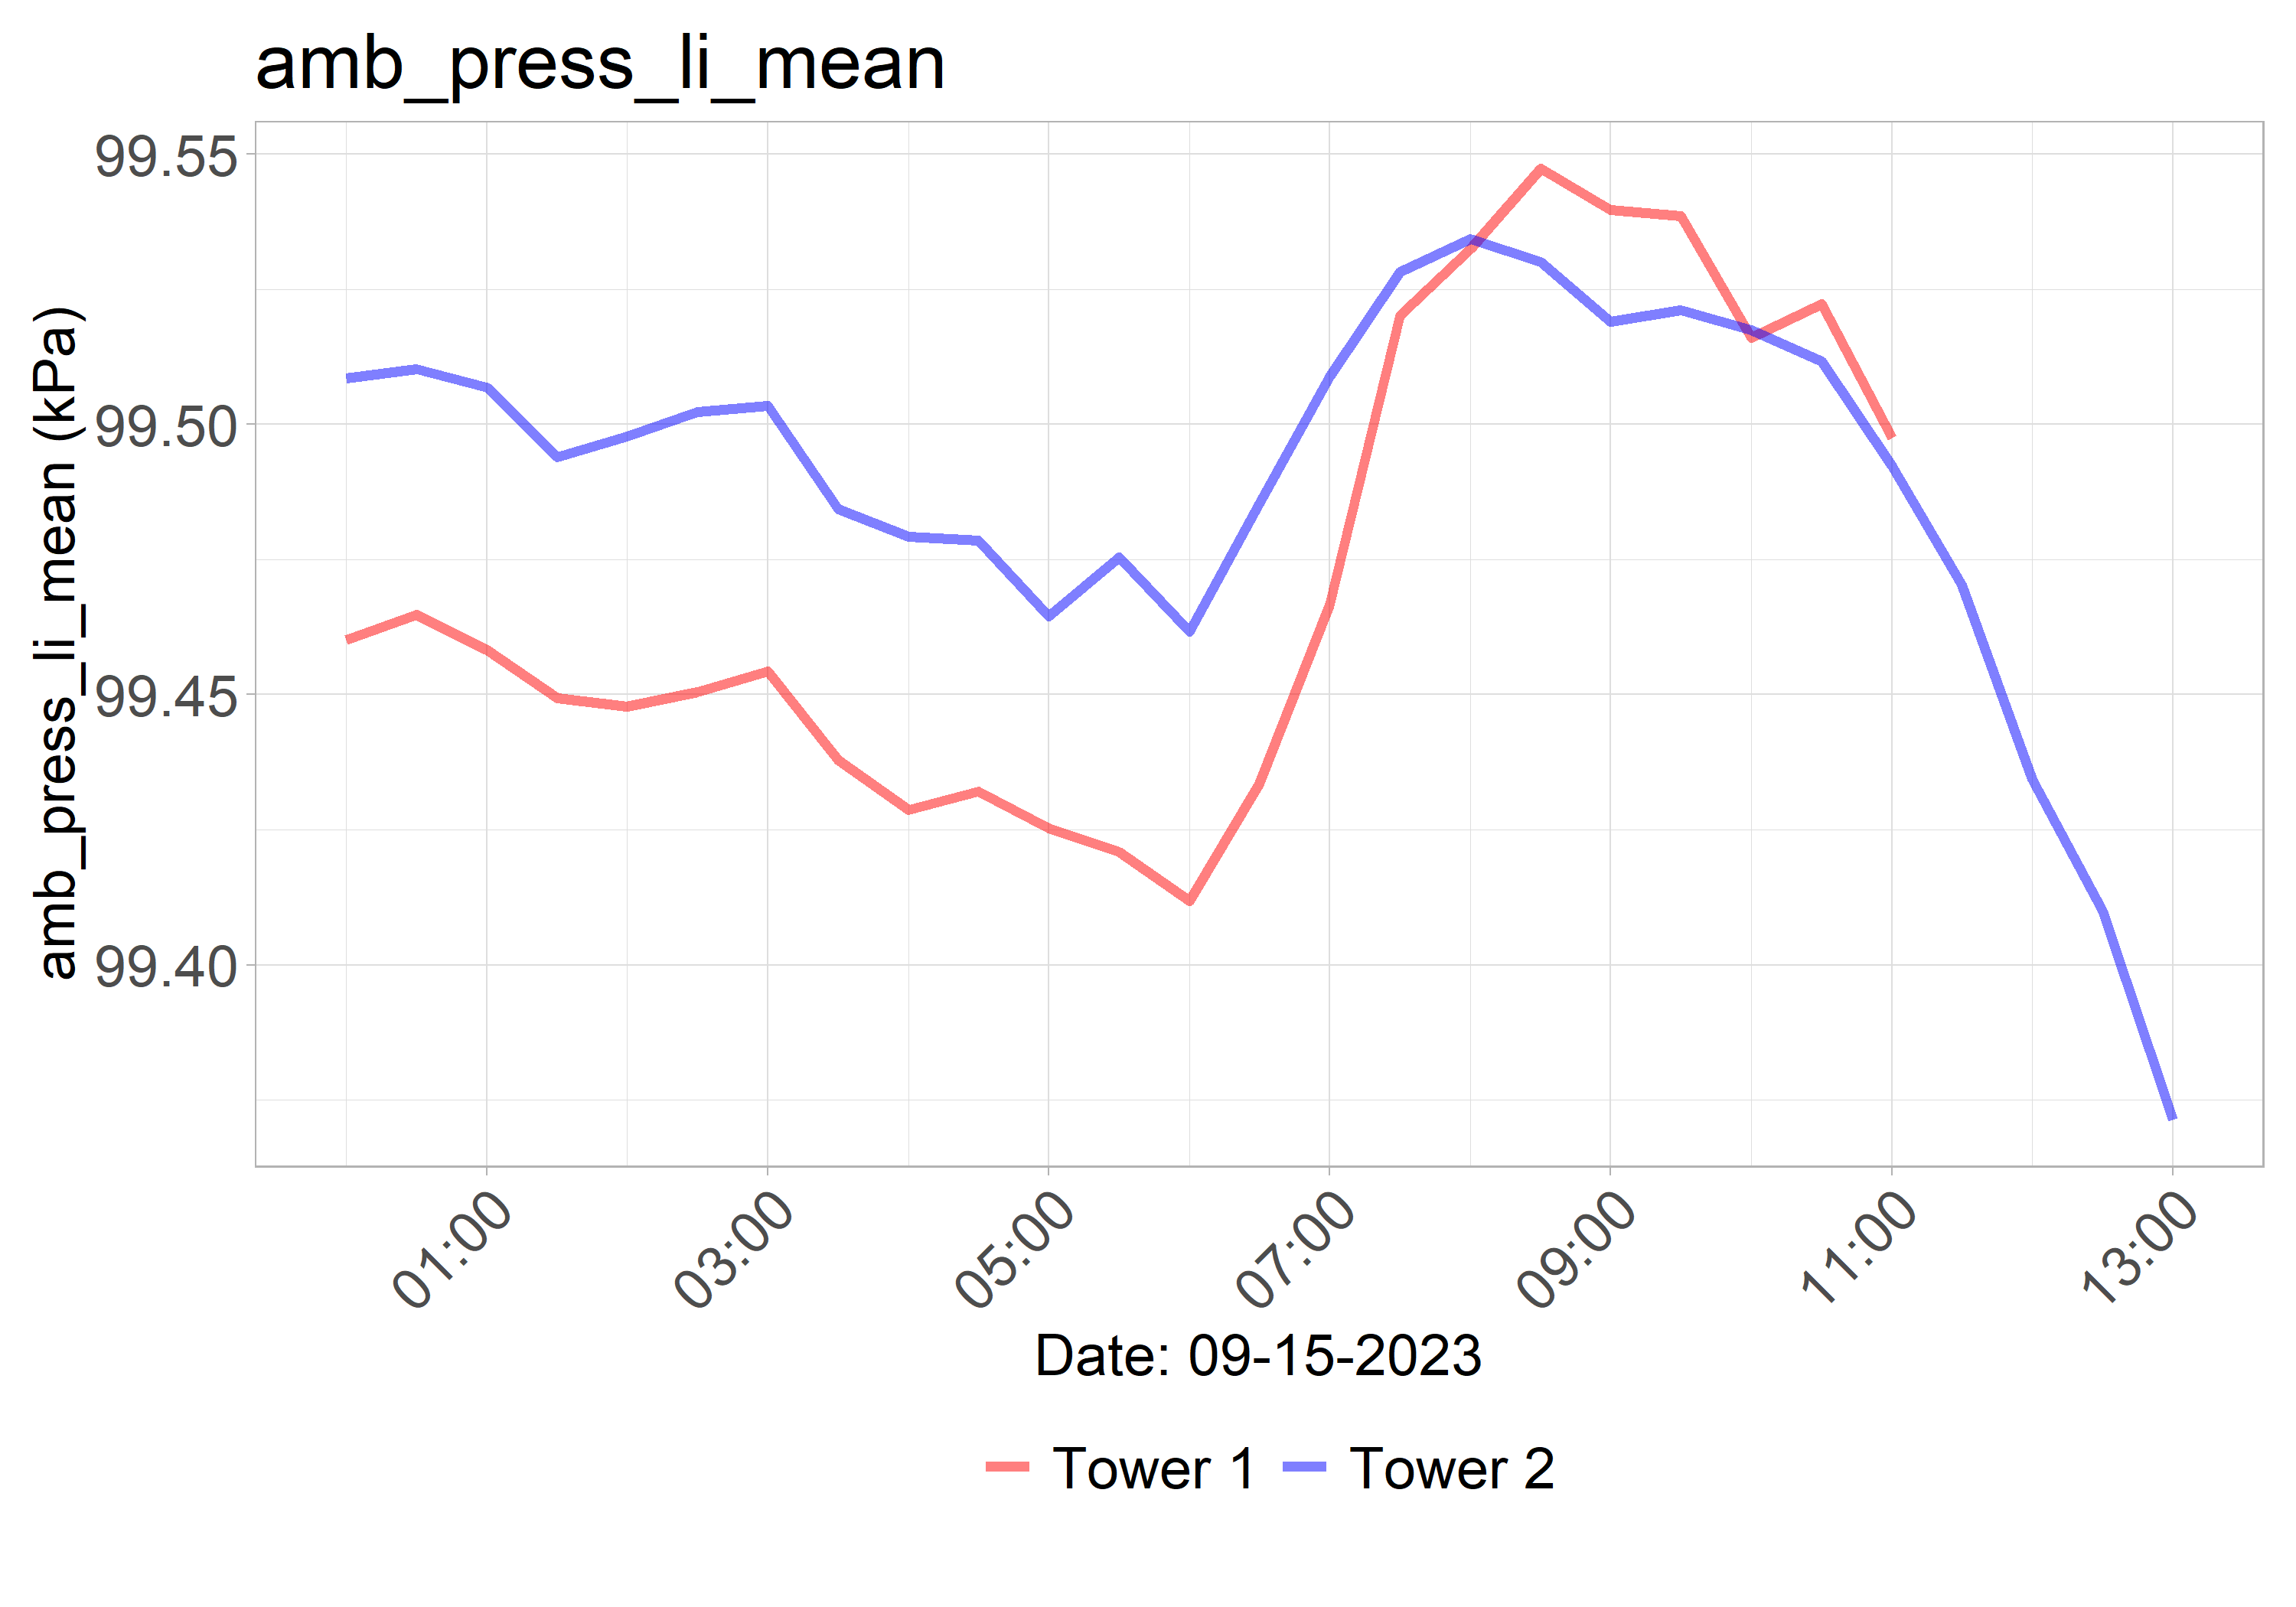 amb_press_li_mean
amb_press_li_mean (kPa)
99.55
99.50
99.45
99.40
01:00 03:00 05:00 07:00 09:00 11:00 13:00
Date: 09-15-2023
Tower 1 Tower 2